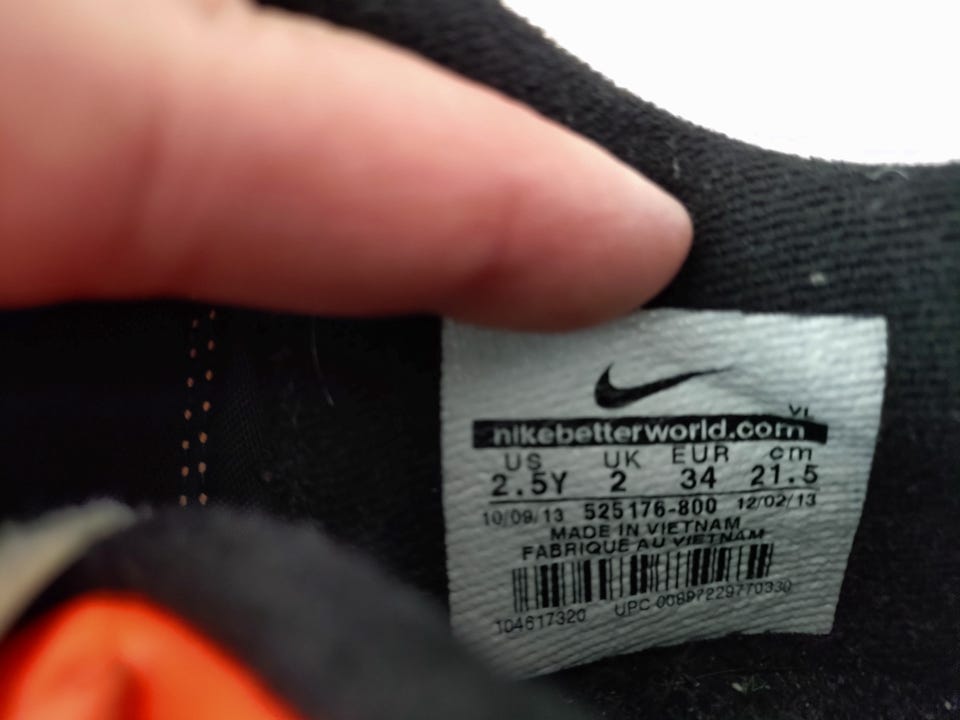 VL
nikebetterworld.com
US UK EUR cm
2.5Y 2 34 21.5
10/09/13 525176-800 12/02/13
MADE IN VIETNAM
FABRIQUE AU VIETNAM
104617320 UPC 00887229770330